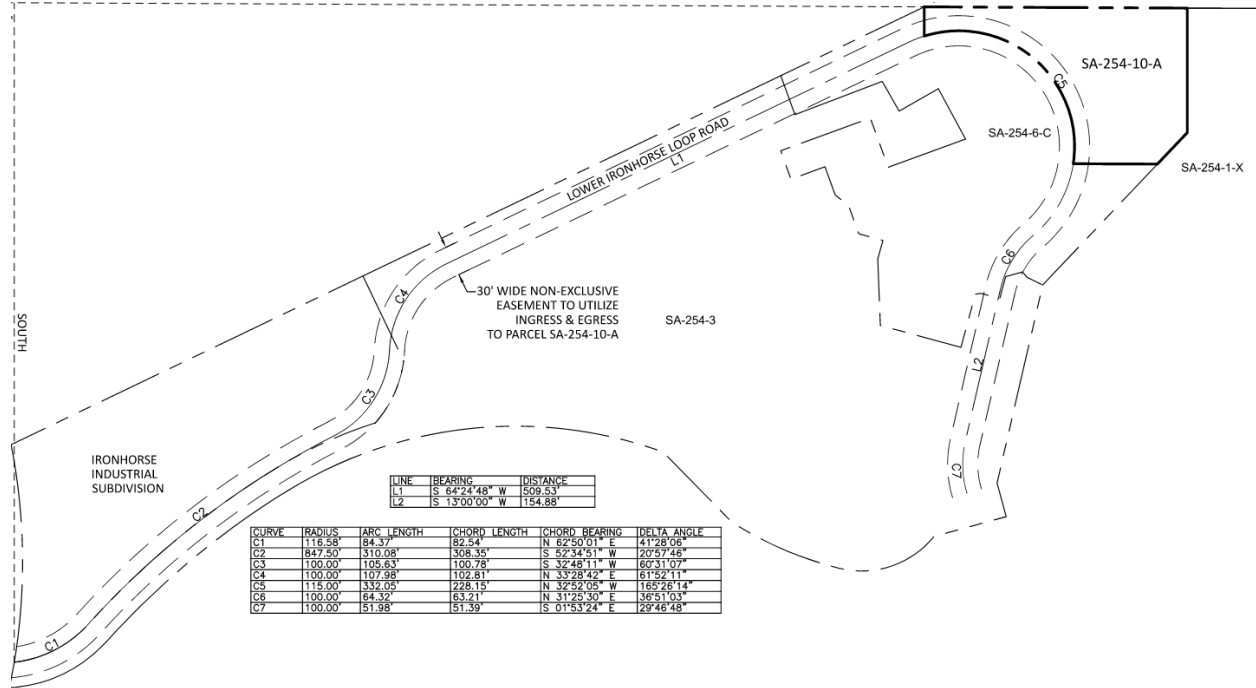 SA-254-10-A
C5
SA-254-6-C
SA-254-1-X
LOWER IRONHORSE LOOP ROAD
L1
C6
C4
30' WIDE NON-EXCLUSIVE
EASEMENT TO UTILIZE
INGRESS & EGRESS
TO PARCEL SA-254-10-A
SA-254-3
SOUTH
L2
C3
IRONHORSE
INDUSTRIAL
SUBDIVISION
C7
C2
LINE BEARING DISTANCE
L1 S 64°24'48" W 509.53'
L2 S 13°00'00" W 154.88'
CURVE RADIUS ARC LENGTH CHORD LENGTH CHORD BEARING DELTA ANGLE
C1 116.58' 84.37' 82.54' N 62°50'01" E 41°28'06"
C2 847.50' 310.08' 308.35' S 52°34'51" W 20°57'46"
C3 100.00' 105.63' 100.78' S 32°48'11" W 60°31'07"
C4 100.00' 107.98' 102.81' N 33°28'42" E 61°52'11"
C5 115.00' 332.05' 228.15' N 32°52'05" W 165°26'14"
C6 100.00' 64.32' 63.21' N 31°25'30" E 36°51'03"
C7 100.00' 51.98' 51.39' S 01°53'24" E 29°46'48"
C1